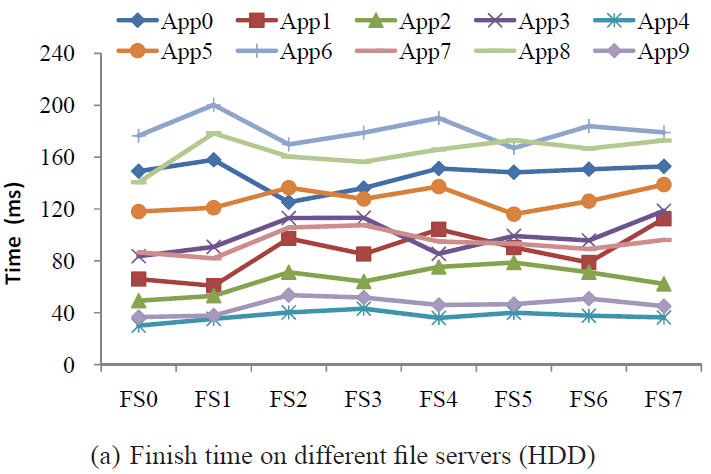 App0 App1 App2 App3 App4
App5 App6 App7 App8 App9
240
200
160
120
80
40
0
Time (ms)
FS0 FS1 FS2 FS3 FS4 FS5 FS6 FS7
(a) Finish time on different file servers (HDD)